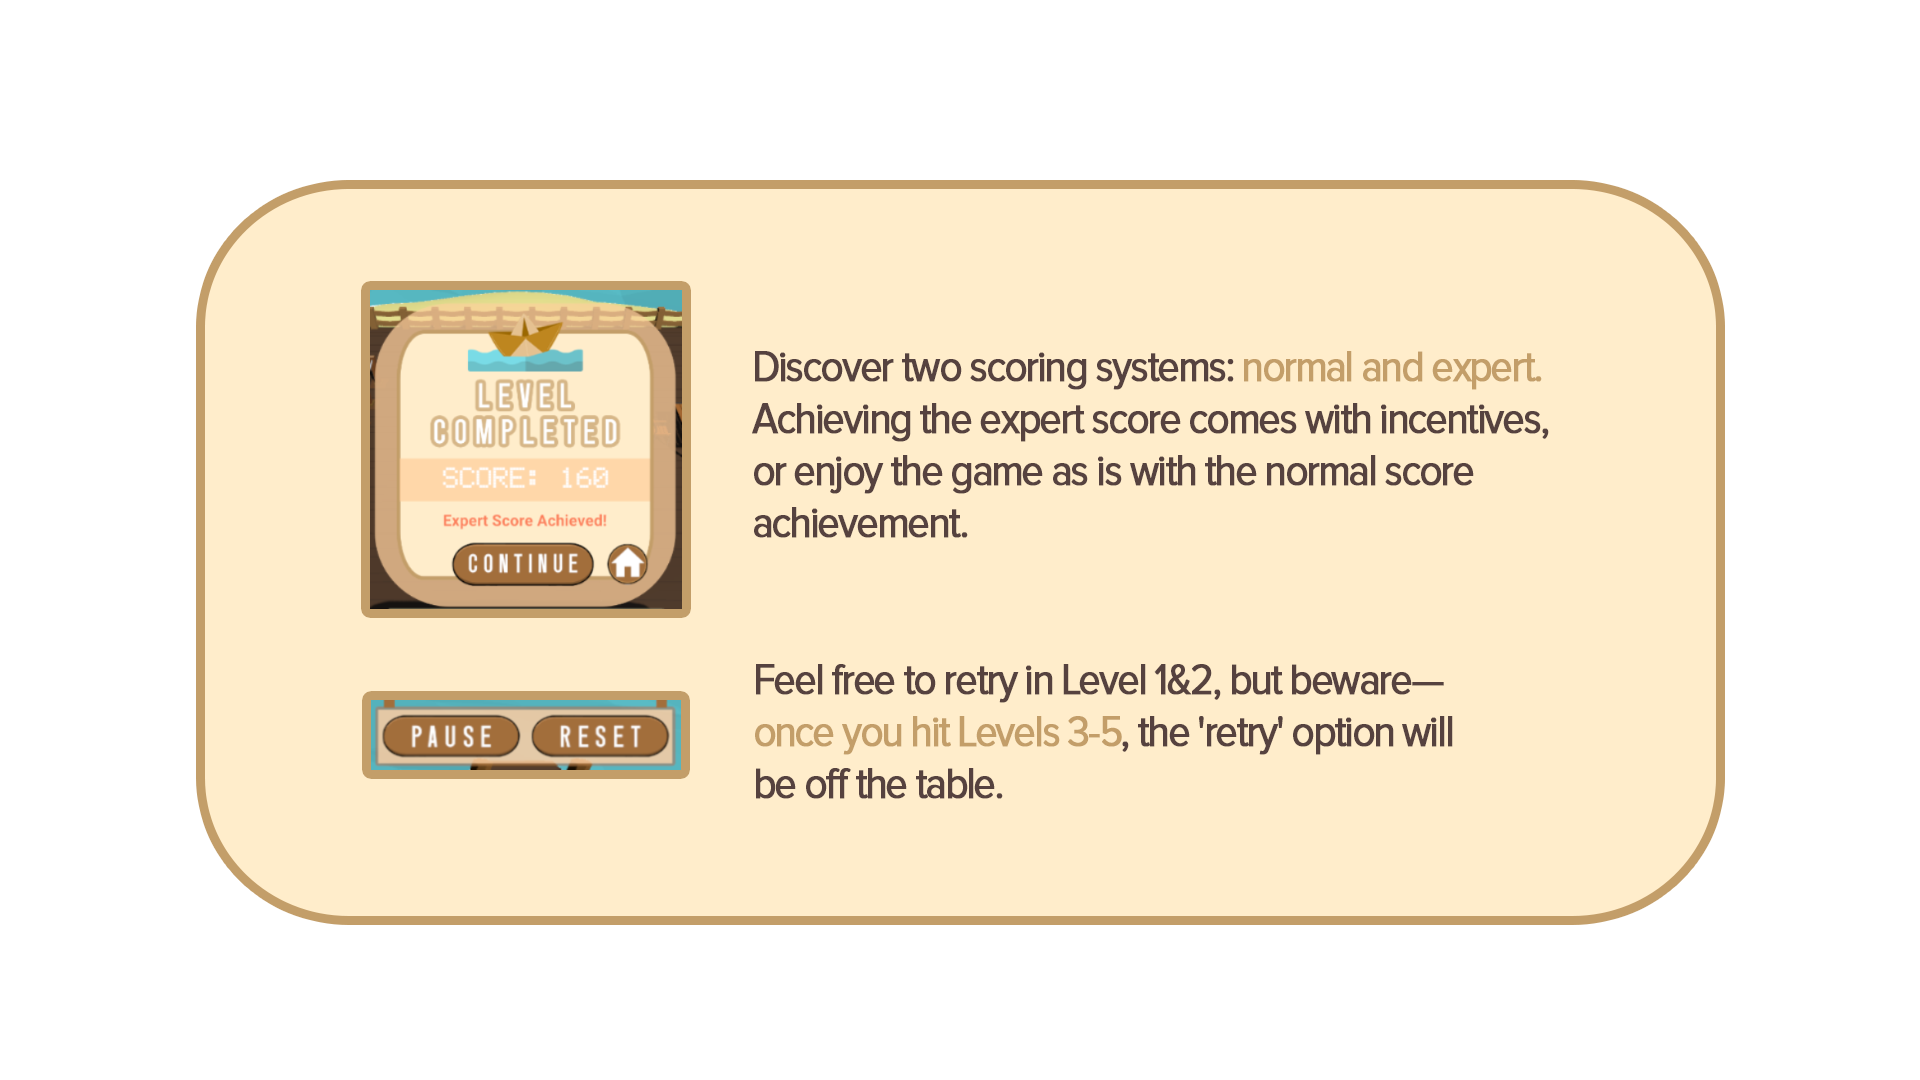 LEVEL
COMPLETED
SCORE: 160
Expert Score Achieved!
CONTINUE
Discover two scoring systems: normal and expert.
Achieving the expert score comes with incentives,
or enjoy the game as is with the normal score
achievement.
PAUSE RESET
Feel free to retry in Level 1&2, but beware—
once you hit Levels 3-5, the 'retry' option will
be off the table.